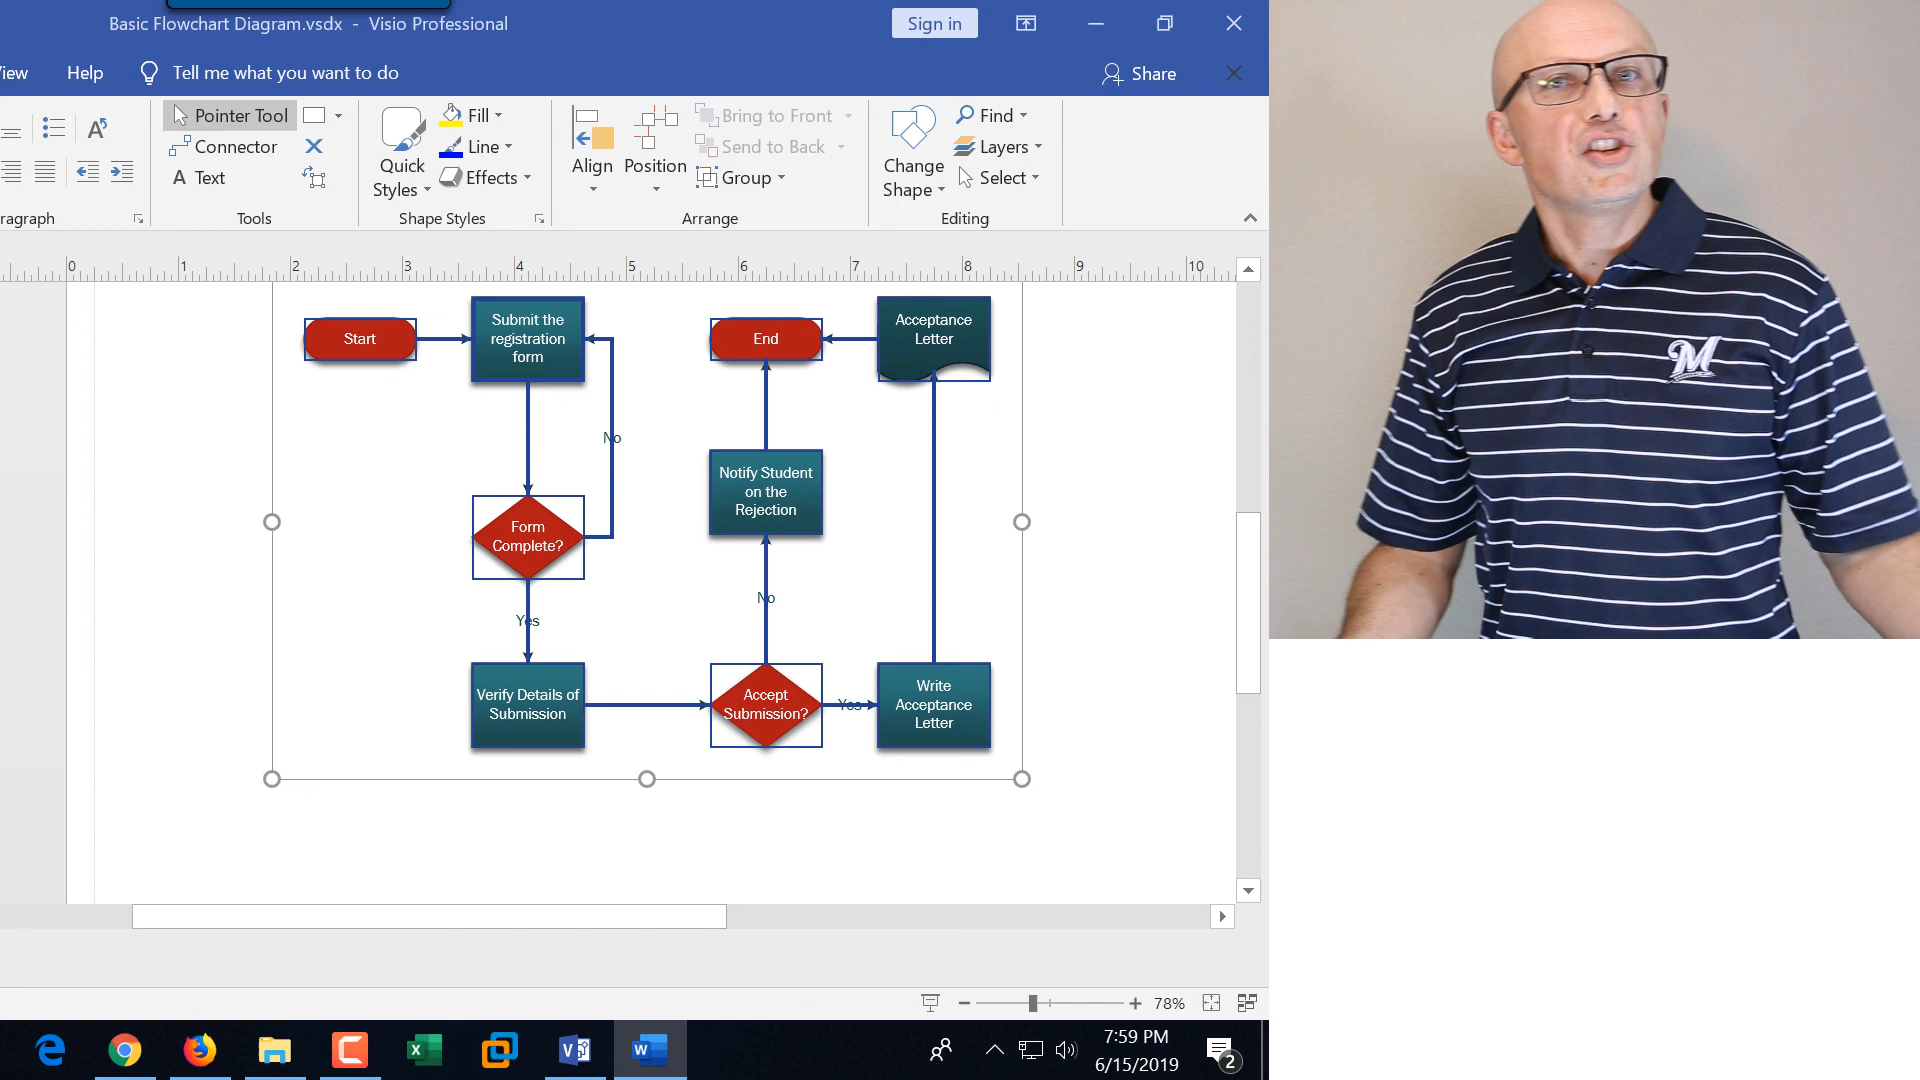 Basic Flowchart Diagram.vsdx - Visio Professional
Sign in
iew
Help
Tell me what you want to do
Share
Pointer Tool
Connector
A Text
Tools
ragraph
Quick
Styles
Fill
Line
Effects
Shape Styles
Align
Position
Bring to Front
Send to Back
Group
Arrange
Change
Shape
Find
Layers
Select
Editing
0 1 2 3 4 5 6 7 8 9 10
Start
Submit the
registration
form
End
Acceptance
Letter
No
Notify Student
on the
Rejection
Form
Complete?
No
Yes
Verify Details of
Submission
Accept
Submission?
Yes
Write
Acceptance
Letter
M
78%
7:59 PM
6/15/2019
2